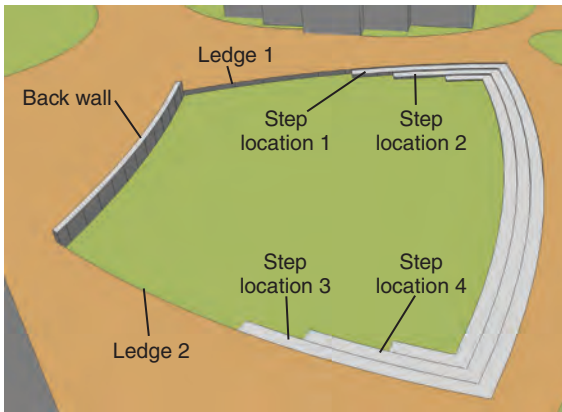 Ledge 1
Back wall
Step
location 1
Step
location 2
Step
location 3
Step
location 4
Ledge 2